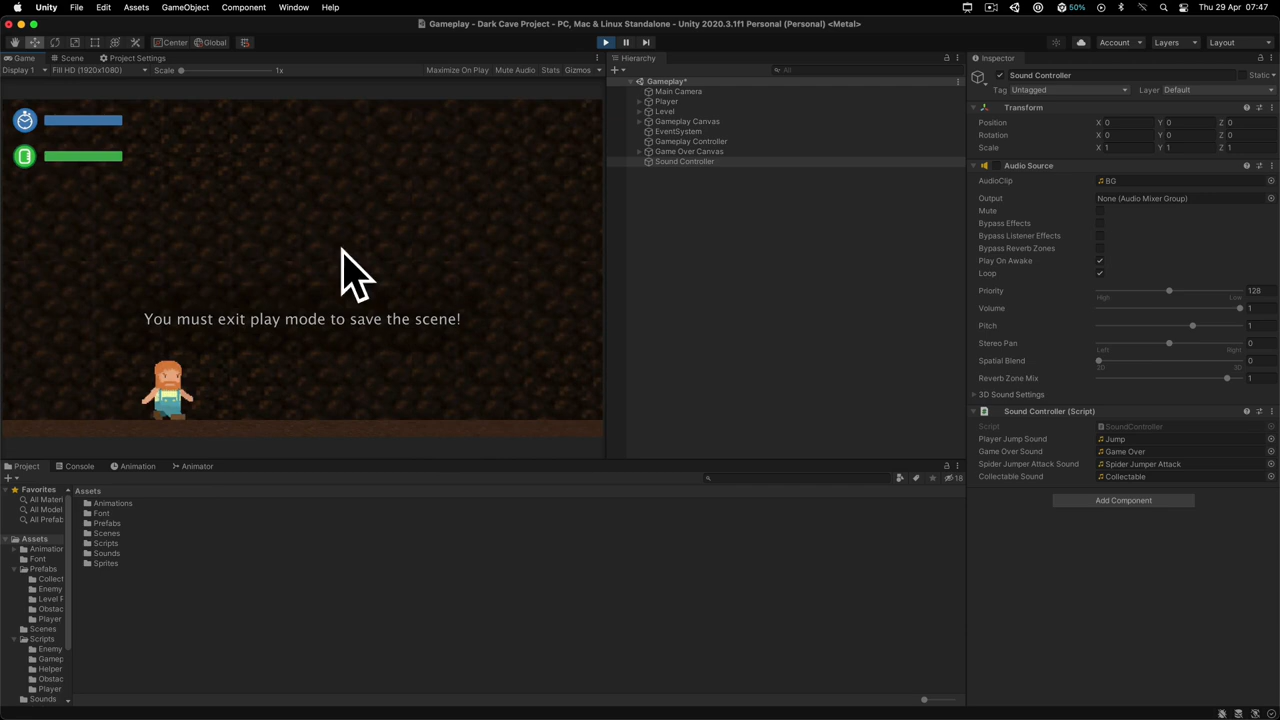 Unity File Edit Assets GameObject Component Window Help 50% Thu 29 Apr 07:47
Gameplay - Dark Cave Project - PC, Mac & Linux Standalone - Unity 2020.3.1f1 Personal (Personal) <Metal>
Center Global Account Layers Layout
Game Scene Project Settings Hierarchy Inspector
Display 1 Full HD (1920x1080) Scale 1x Maximize On Play Mute Audio Stats Gizmos All
Sound Controller Static
Tag Untagged Layer Default
Gameplay*
Main Camera
Player
Level
Gameplay Canvas
EventSystem
Gameplay Controller
Game Over Canvas
Sound Controller
Transform
Position X 0 Y 0 Z 0
Rotation X 0 Y 0 Z 0
Scale X 1 Y 1 Z 1
Audio Source
AudioClip BG
Output None (Audio Mixer Group)
Mute
Bypass Effects
Bypass Listener Effects
Bypass Reverb Zones
Play On Awake
Loop
Priority 128
High Low
Volume 1
Pitch 1
Stereo Pan 0
Left Right
Spatial Blend 0
2D 3D
Reverb Zone Mix 1
3D Sound Settings
Sound Controller (Script)
Script SoundController
Player Jump Sound Jump
Game Over Sound Game Over
Spider Jumper Attack Sound Spider Jumper Attack
Collectable Sound Collectable
Add Component
You must exit play mode to save the scene!
Project Console Animation Animator
18
Favorites
All Materi
All Model
All Prefab
Assets
Animation
Font
Prefabs
Collect
Enemy
Level P
Obstac
Player
Scenes
Scripts
Enemy
Gamep
Helper
Obstac
Player
Sounds
Assets
Animations
Font
Prefabs
Scenes
Scripts
Sounds
Sprites